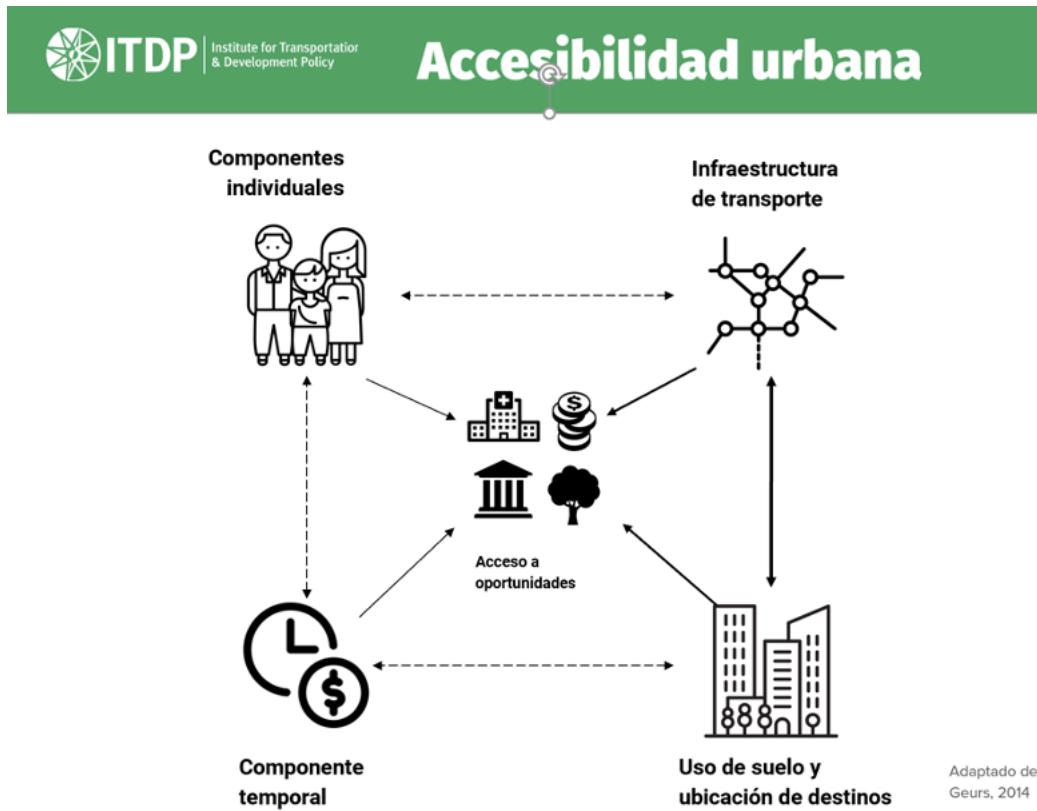 ITDP
Institute for Transportation
& Development Policy
Accesibilidad urbana
Componentes
individuales
Infraestructura
de transporte
$
Acceso a
oportunidades
$
Componente
temporal
Uso de suelo y
ubicación de destinos
Adaptado de
Geurs, 2014